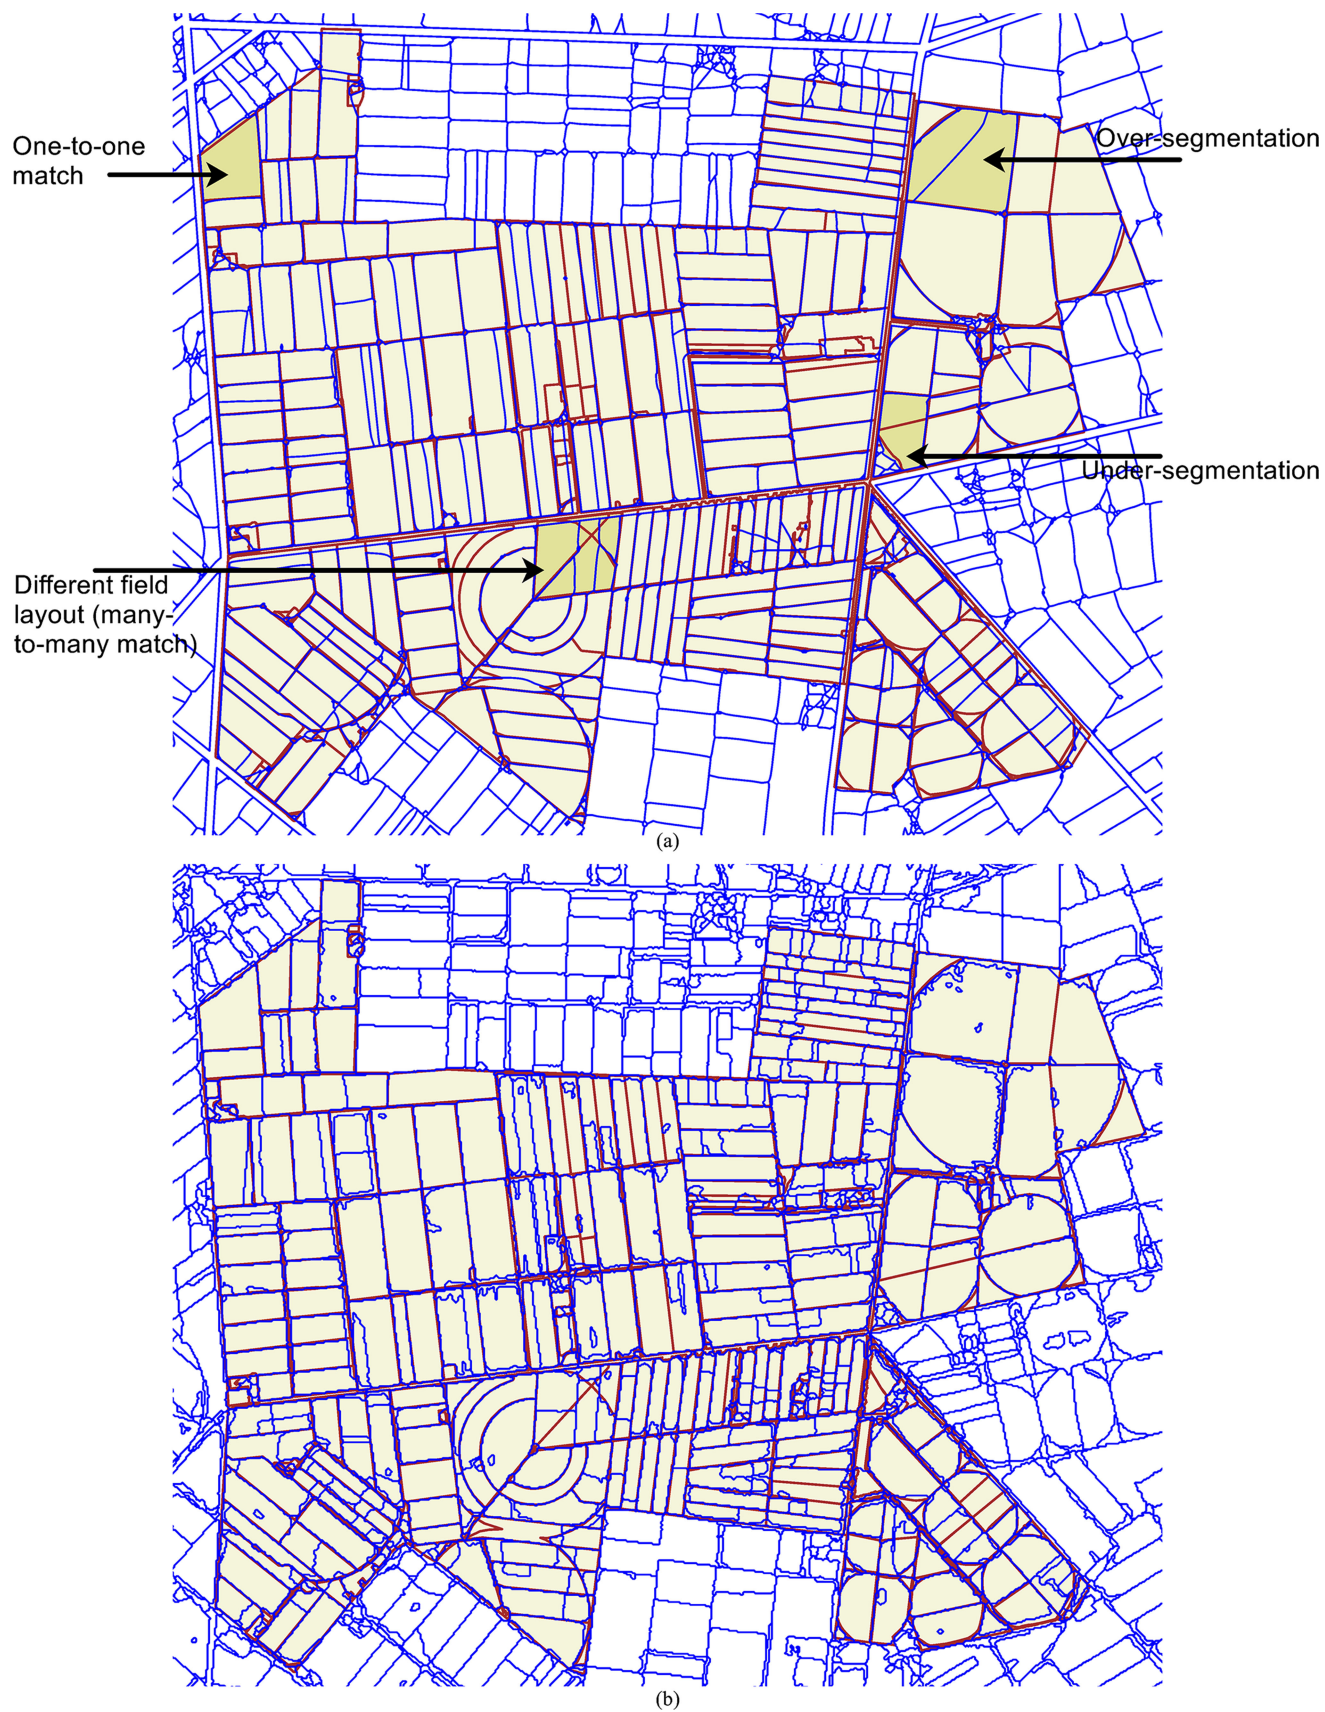 One-to-one
match
Over-segmentation
Under-segmentation
Different field
layout (many-
to-many match)
(a)
(b)